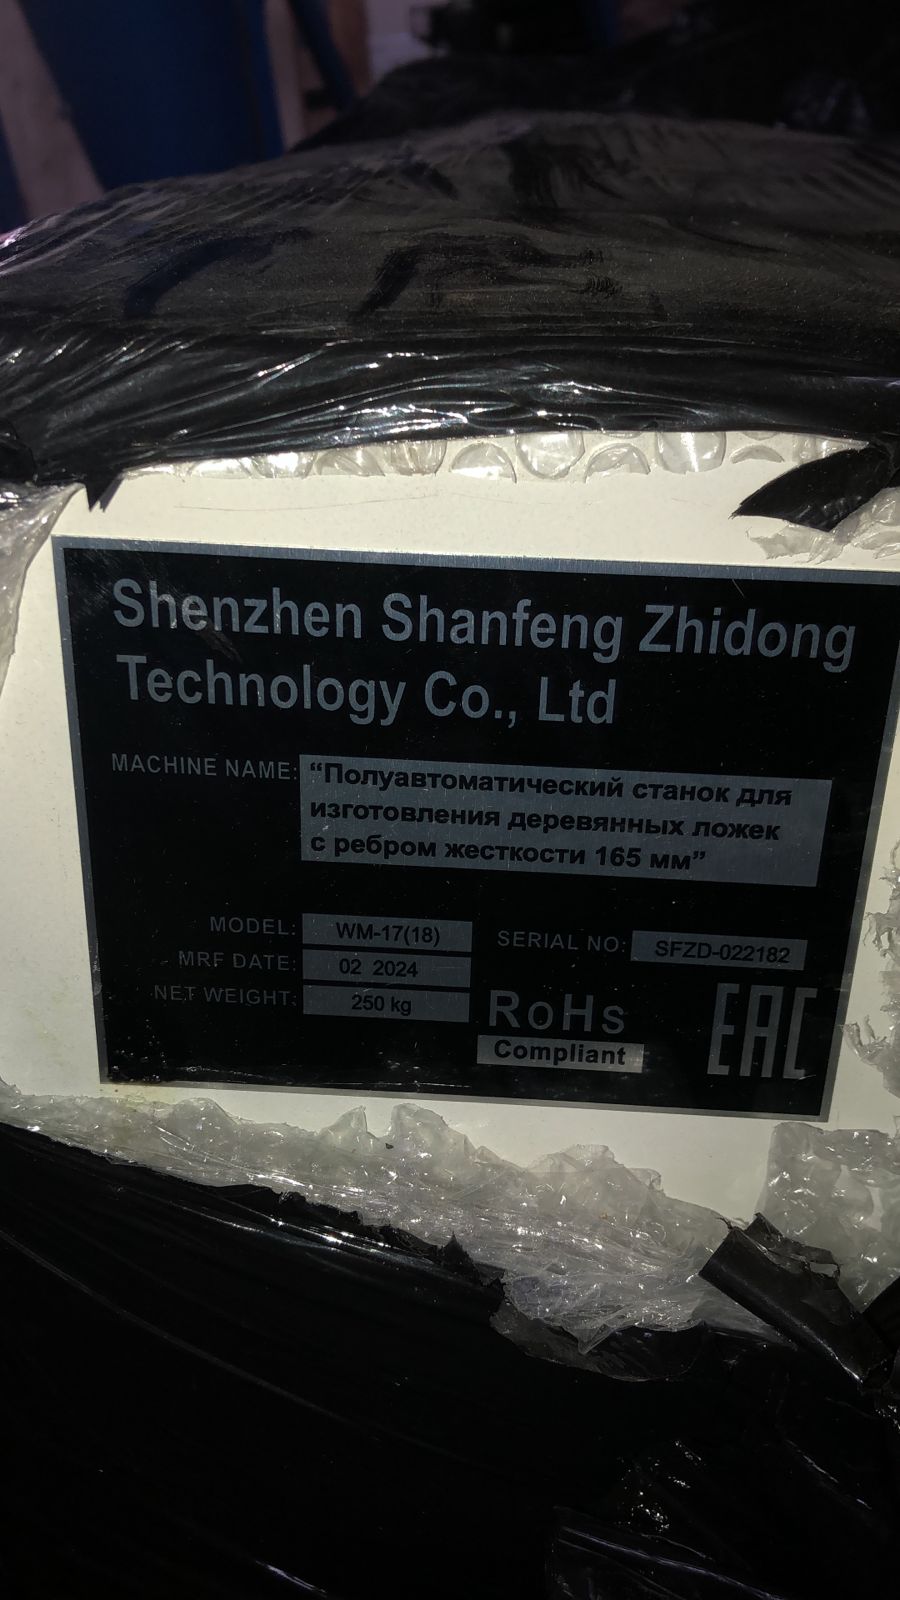 Shenzhen Shanfeng Zhidong
Technology Co., Ltd
MACHINE NAME: “Полуавтоматический станок для
изготовления деревянных ложек
с ребром жесткости 165 мм”
MODEL: WM-17(18)
SERIAL NO: SFZD-022182
MRF DATE: 02 2024
NET WEIGHT: 250 kg
RoHs
Compliant
EAC